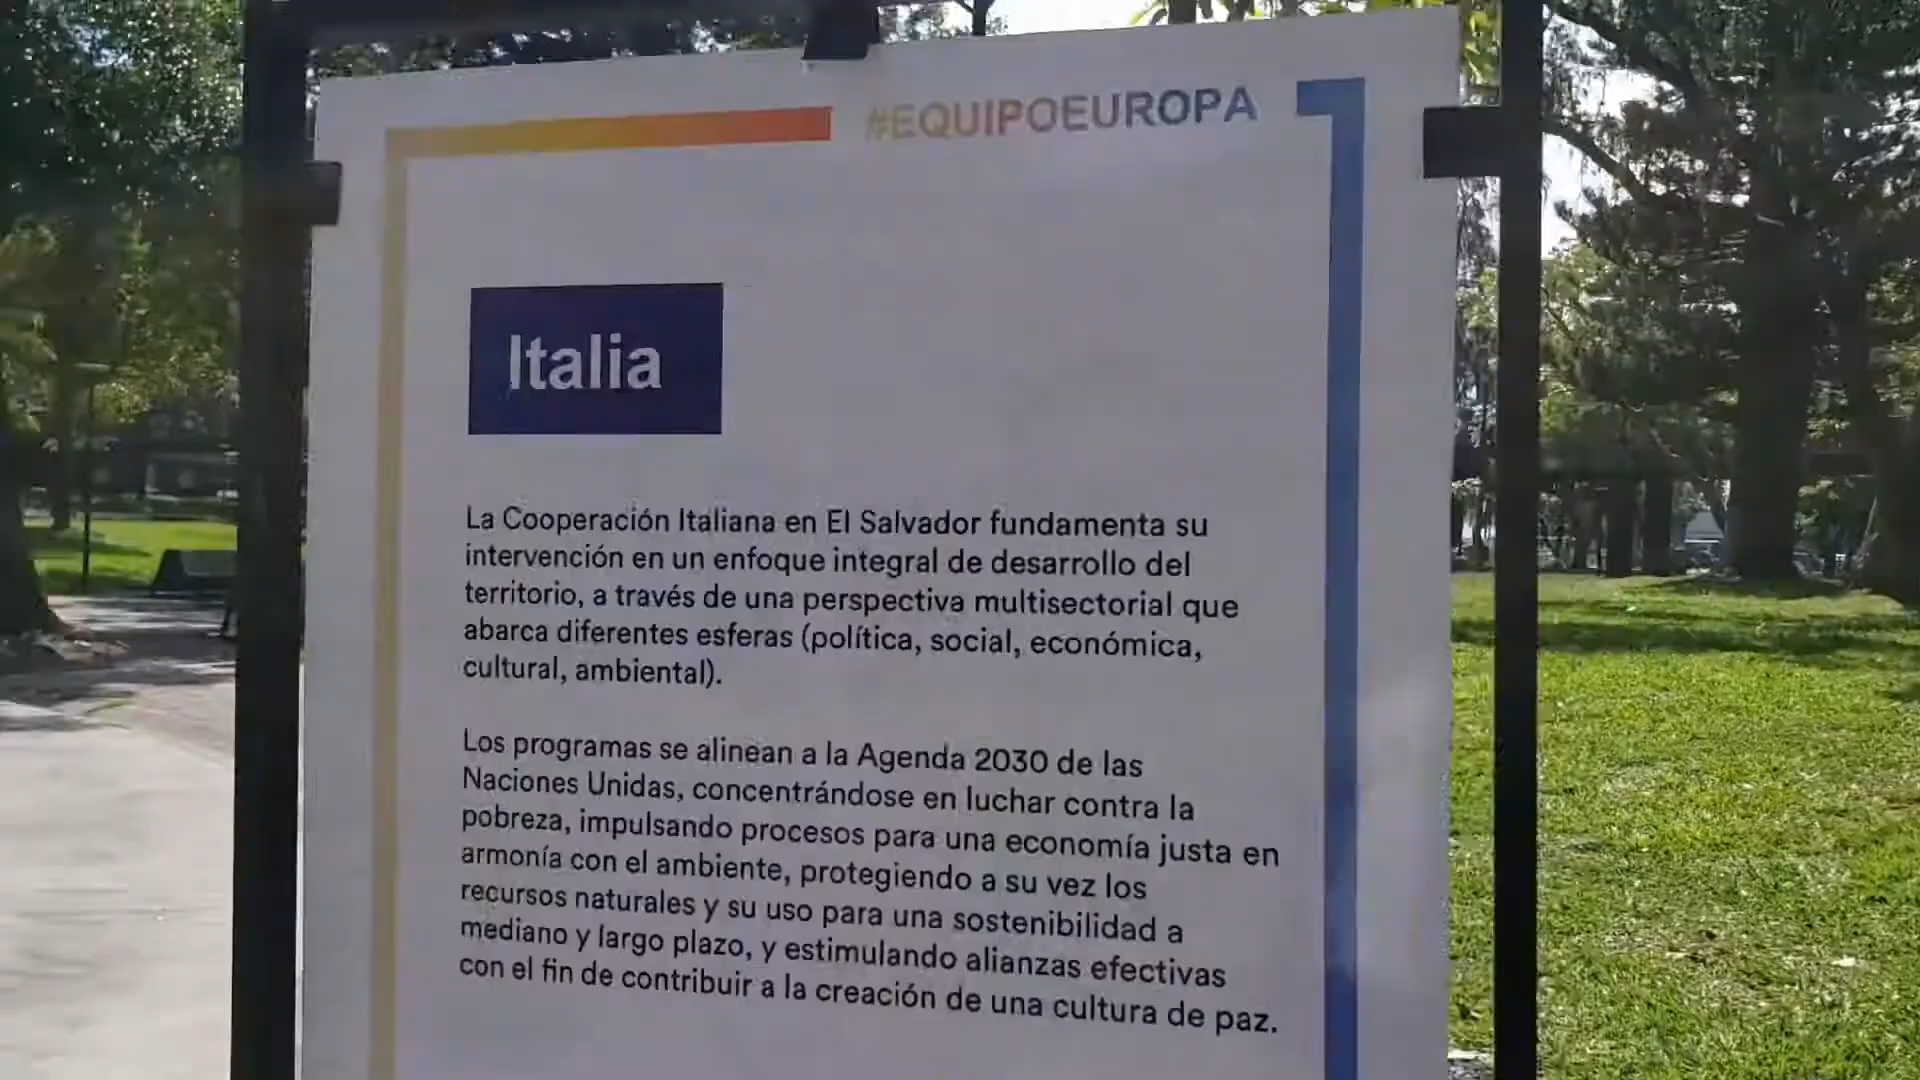 #EQUIPOEUROPA
Italia
La Cooperación Italiana en El Salvador fundamenta su
intervención en un enfoque integral de desarrollo del
territorio, a través de una perspectiva multisectorial que
abarca diferentes esferas (política, social, económica,
cultural, ambiental).
Los programas se alinean a la Agenda 2030 de las
Naciones Unidas, concentrándose en luchar contra la
pobreza, impulsando procesos para una economía justa en
armonía con el ambiente, protegiendo a su vez los
recursos naturales y su uso para una sostenibilidad a
mediano y largo plazo, y estimulando alianzas efectivas
con el fin de contribuir a la creación de una cultura de paz.